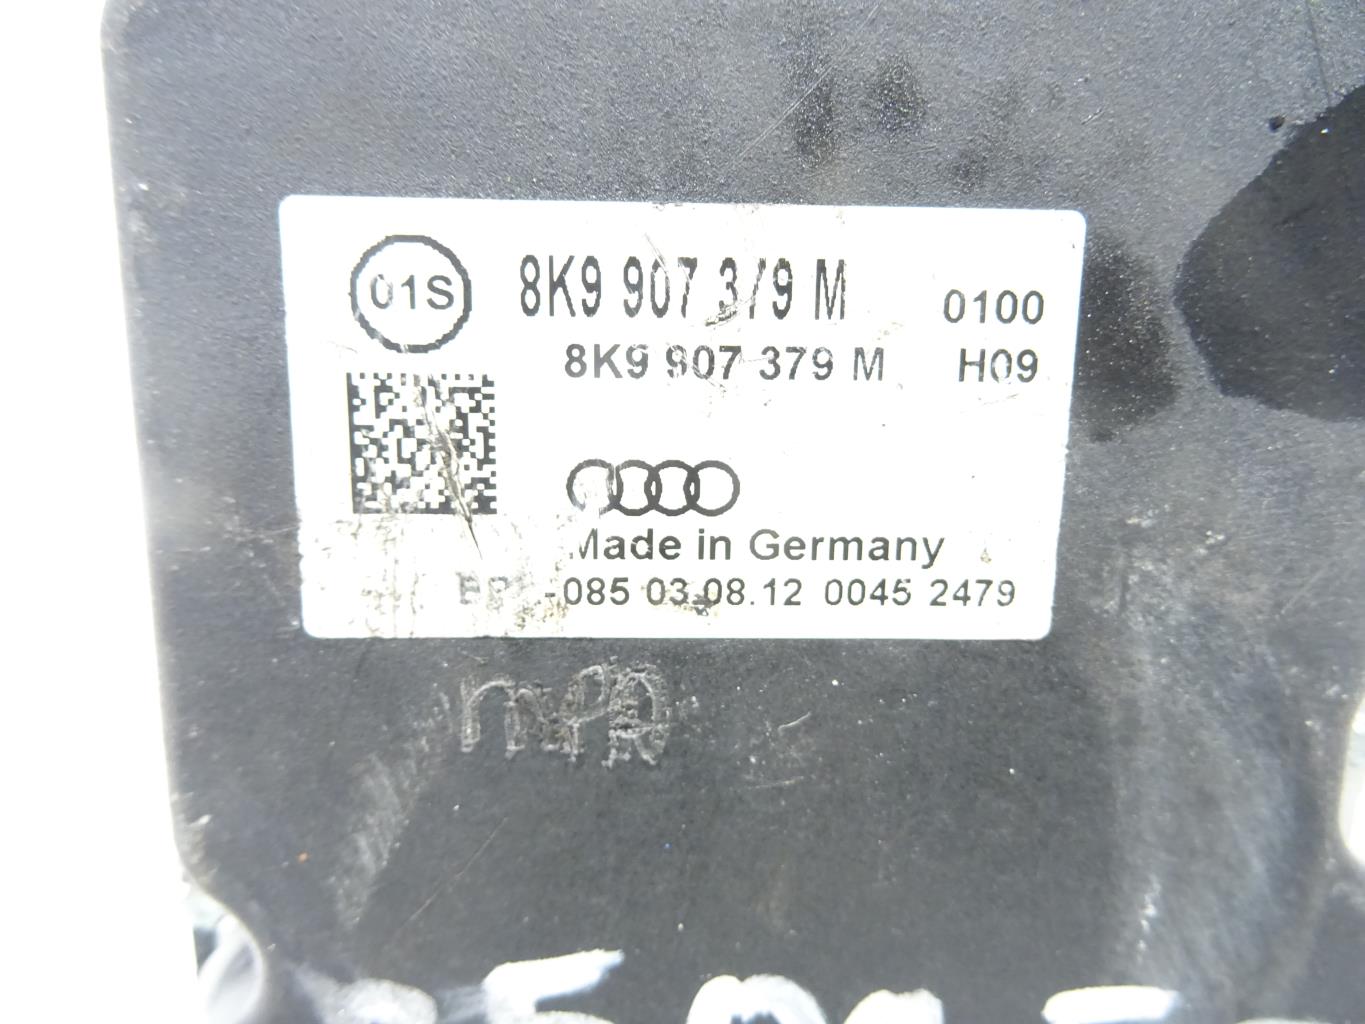 01S 8K9 907 379 M 0100
8K9 907 379 M H09
Made in Germany
-085 03.08.12 0045 2479